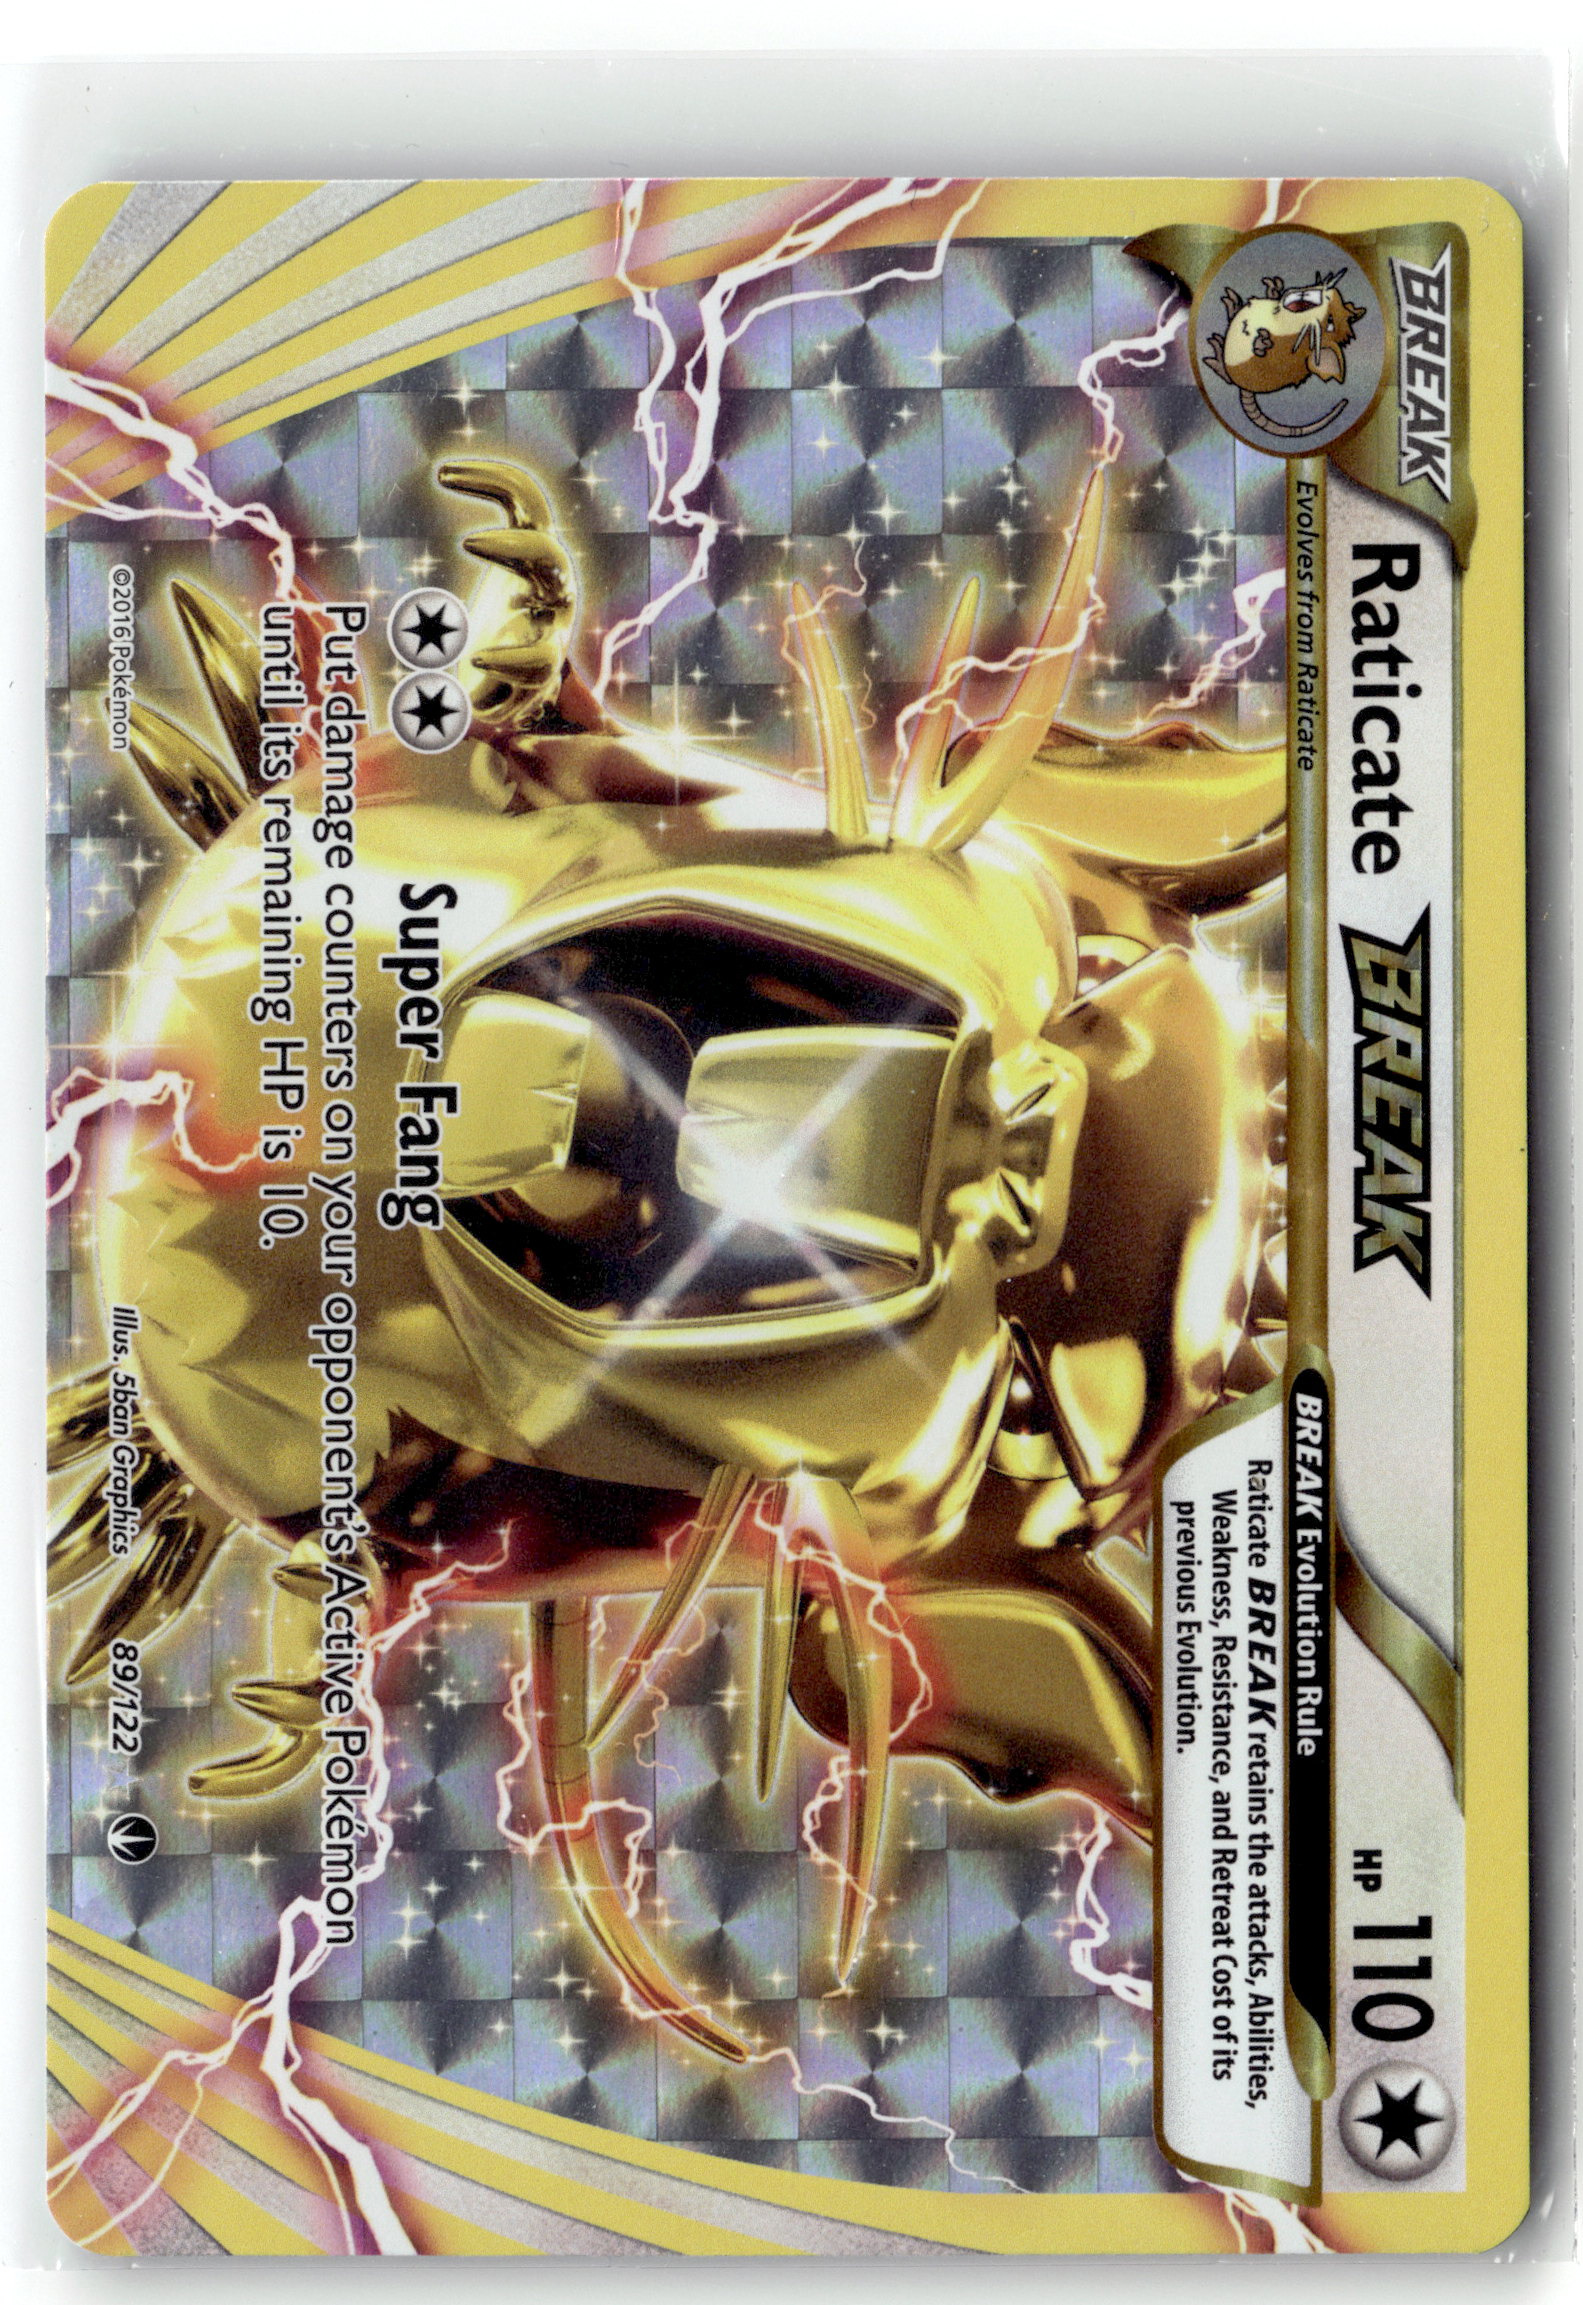 BREAK
Raticate BREAK
HP 110
Evolves from Raticate
BREAK Evolution Rule
Raticate BREAK retains the attacks, Abilities,
Weakness, Resistance, and Retreat Cost of its
previous Evolution.
Super Fang
Put damage counters on your opponent's Active Pokémon
until its remaining HP is 10.
©2016 Pokémon
Illus. 5ban Graphics
89/122